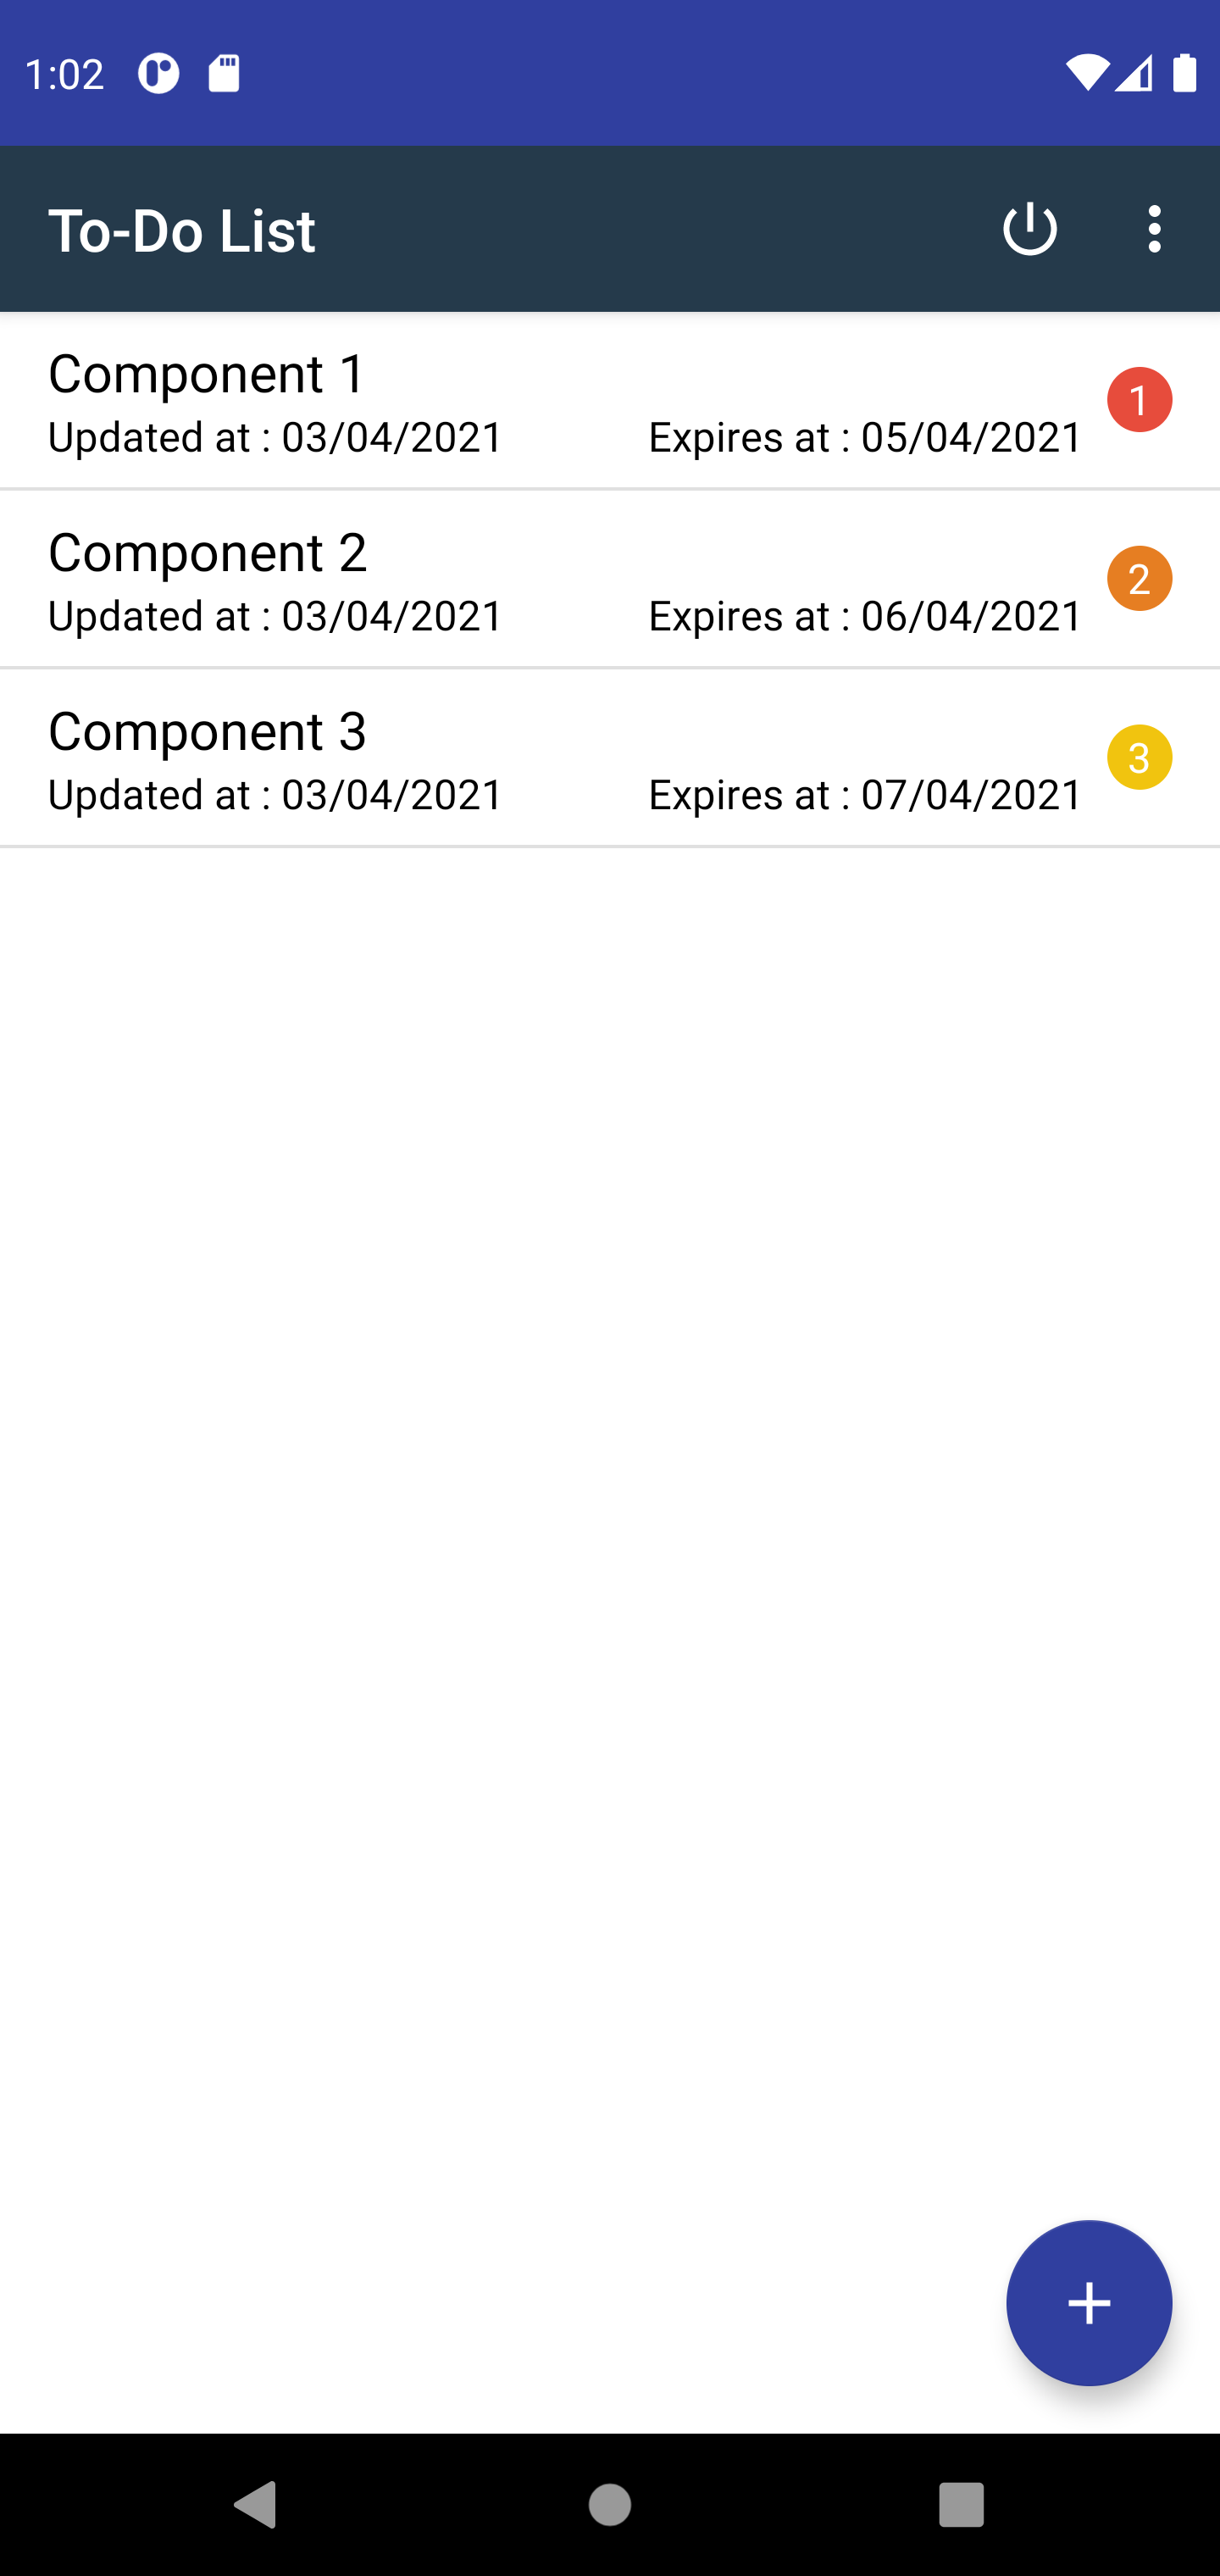 1:02
To-Do List
Component 1
Updated at : 03/04/2021 Expires at : 05/04/2021 1
Component 2
Updated at : 03/04/2021 Expires at : 06/04/2021 2
Component 3
Updated at : 03/04/2021 Expires at : 07/04/2021 3